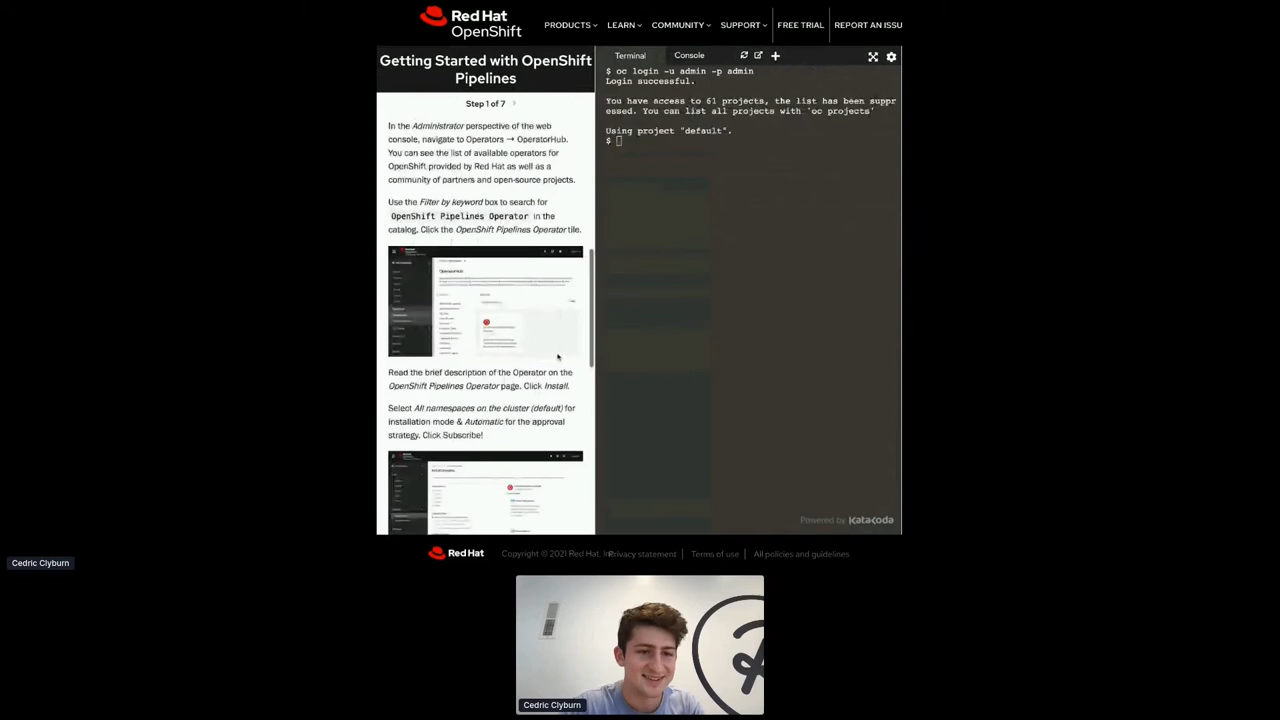 Red Hat
OpenShift
PRODUCTS
LEARN
COMMUNITY
SUPPORT
FREE TRIAL
REPORT AN ISSU
Getting Started with OpenShift
Pipelines
Step 1 of 7
In the Administrator perspective of the web
console, navigate to Operators → OperatorHub.
You can see the list of available operators for
OpenShift provided by Red Hat as well as a
community of partners and open-source projects.
Use the Filter by keyword box to search for
OpenShift Pipelines Operator in the
catalog. Click the OpenShift Pipelines Operator tile.
OperatorHub
Read the brief description of the Operator on the
OpenShift Pipelines Operator page. Click Install.
Select All namespaces on the cluster (default) for
installation mode & Automatic for the approval
strategy. Click Subscribe!
Terminal
Console
$ oc login -u admin -p admin
Login successful.
You have access to 61 projects, the list has been suppr
essed. You can list all projects with 'oc projects'
Using project "default".
$
Powered by Katacoda
Red Hat
Copyright © 2021 Red Hat, Inc.
Privacy statement
Terms of use
All policies and guidelines
Cedric Clyburn
Cedric Clyburn